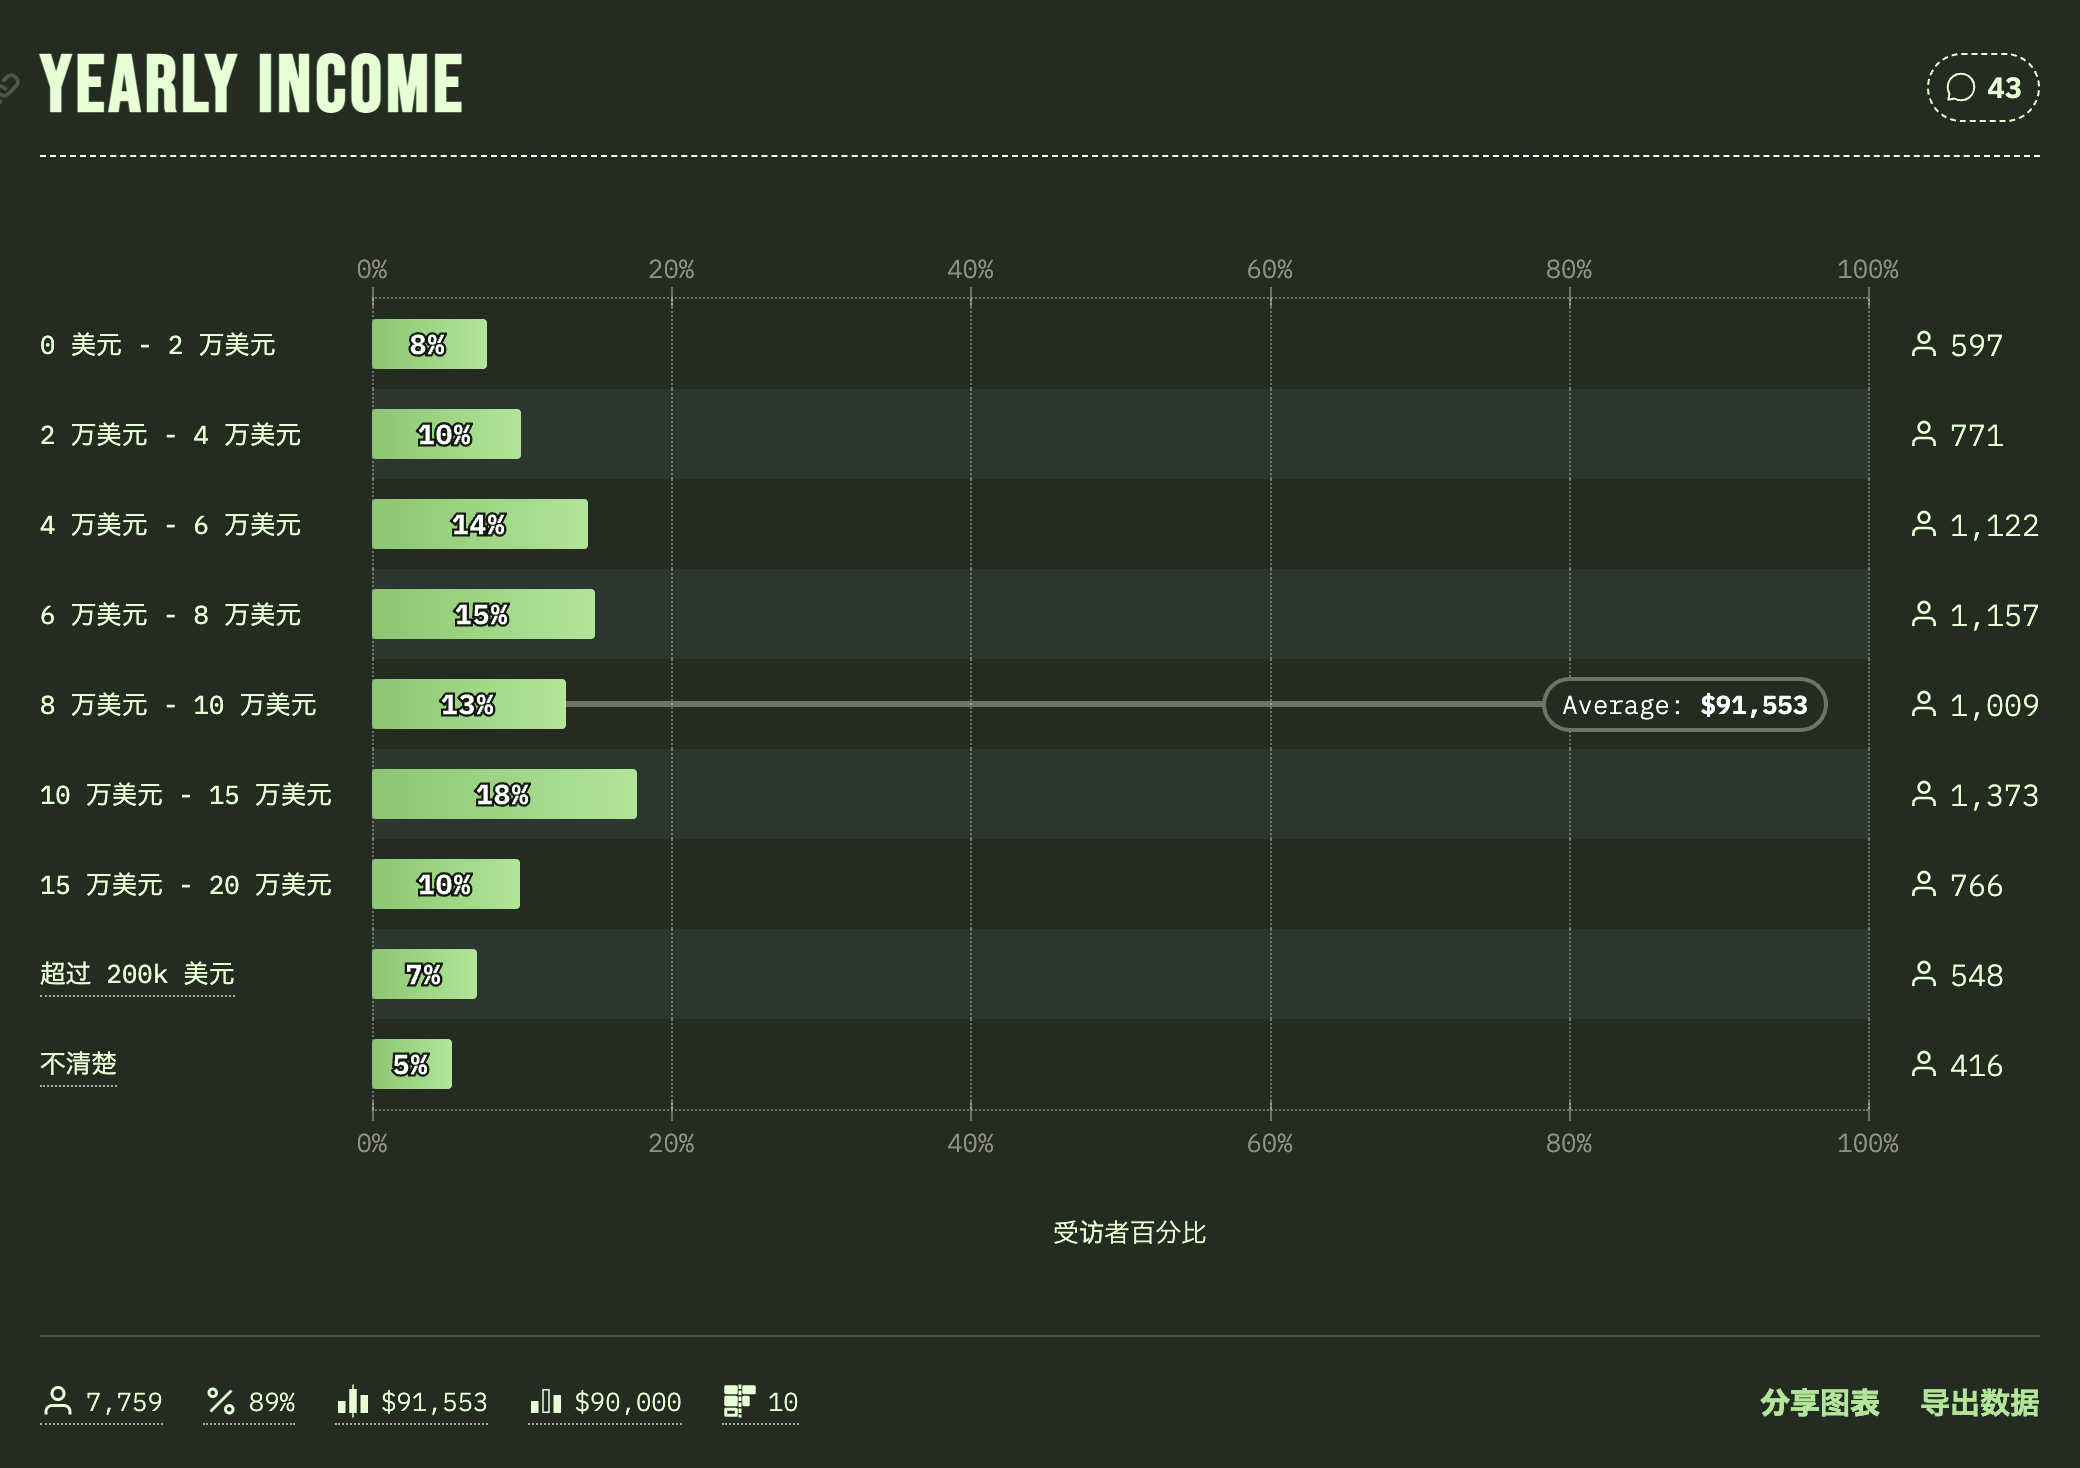 YEARLY INCOME
43
0% 20% 40% 60% 80% 100%
0 美元 - 2 万美元 8% 597
2 万美元 - 4 万美元 10% 771
4 万美元 - 6 万美元 14% 1,122
6 万美元 - 8 万美元 15% 1,157
8 万美元 - 10 万美元 13% Average: $91,553 1,009
10 万美元 - 15 万美元 18% 1,373
15 万美元 - 20 万美元 10% 766
超过 200k 美元 7% 548
不清楚 5% 416
0% 20% 40% 60% 80% 100%
受访者百分比
7,759 89% $91,553 $90,000 10 分享图表 导出数据